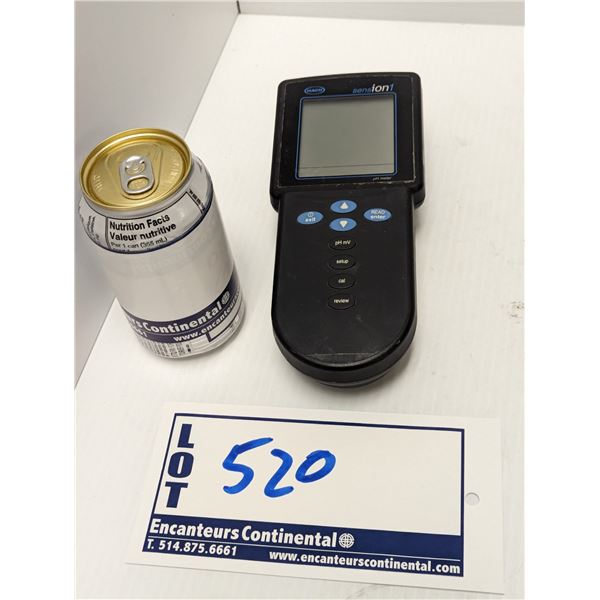 HACH
sension1
pH meter
exit
READ
enter
pH mV
setup
cal
review
Nutrition Facts
Valeur nutritive
Per 1 can (355 mL)
Continental
www.encanteurs
LOT
520
Encanteurs Continental
T. 514.875.6661
www.encanteurscontinental.com